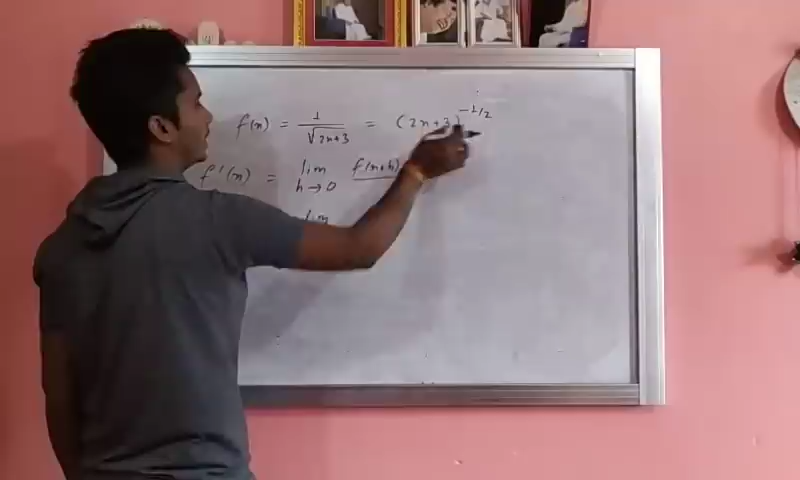 f(x) = 1/√(2x+3) = (2x+3)^(-1/2)
f'(x) = lim h→0 f(x+h)
lim